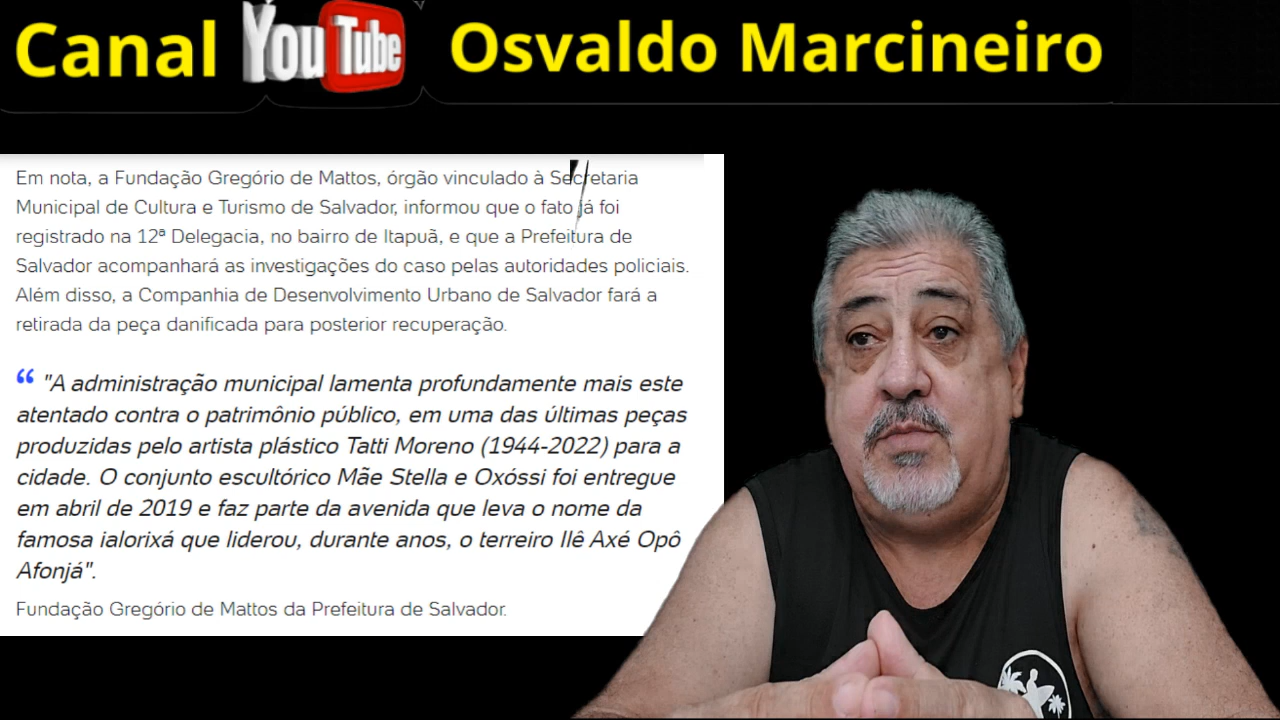 Canal YouTube Osvaldo Marcineiro
Em nota, a Fundação Gregório de Mattos, órgão vinculado à Secretaria
Municipal de Cultura e Turismo de Salvador, informou que o fato já foi
registrado na 12ª Delegacia, no bairro de Itapuã, e que a Prefeitura de
Salvador acompanhará as investigações do caso pelas autoridades policiais.
Além disso, a Companhia de Desenvolvimento Urbano de Salvador fará a
retirada da peça danificada para posterior recuperação.
“ "A administração municipal lamenta profundamente mais este
atentado contra o patrimônio público, em uma das últimas peças
produzidas pelo artista plástico Tatti Moreno (1944-2022) para a
cidade. O conjunto escultórico Mãe Stella e Oxóssi foi entregue
em abril de 2019 e faz parte da avenida que leva o nome da
famosa ialorixá que liderou, durante anos, o terreiro Ilê Axé Opô
Afonjá".
Fundação Gregório de Mattos da Prefeitura de Salvador.